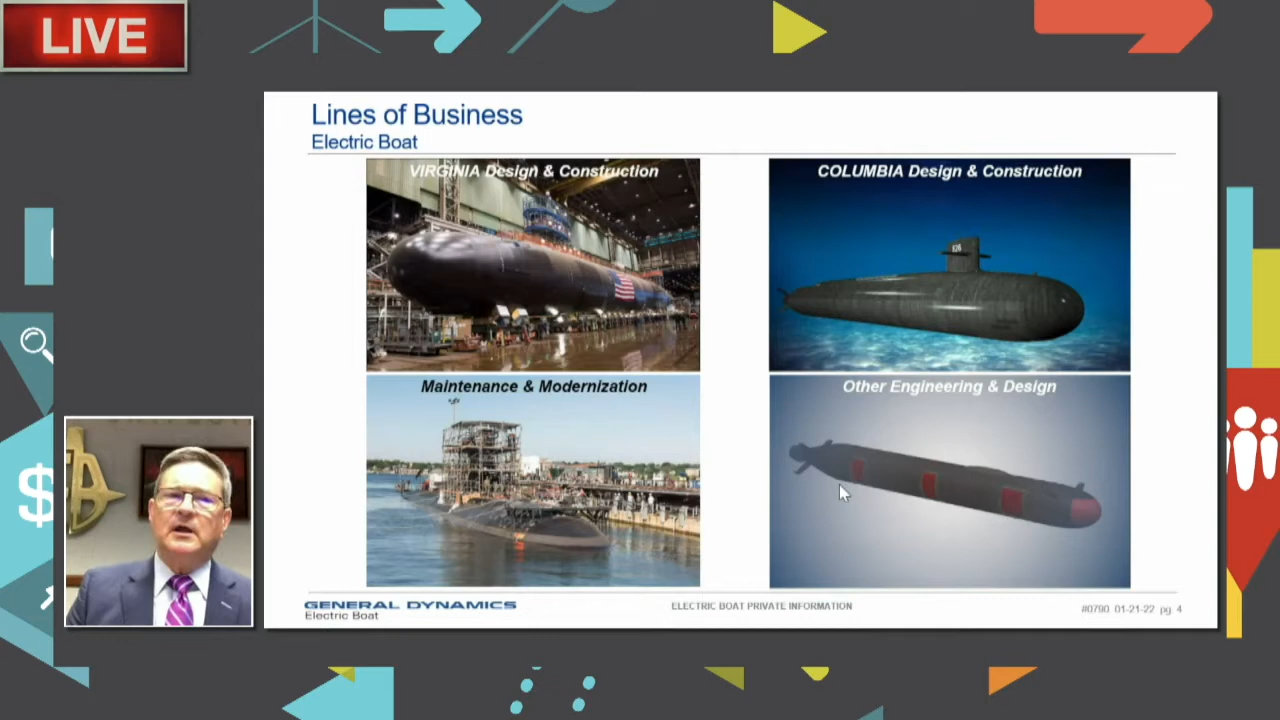 LIVE
Lines of Business
Electric Boat
VIRGINIA Design & Construction
COLUMBIA Design & Construction
826
Maintenance & Modernization
Other Engineering & Design
GENERAL DYNAMICS
Electric Boat
ELECTRIC BOAT PRIVATE INFORMATION
#0790 01-21-22 pg 4
$